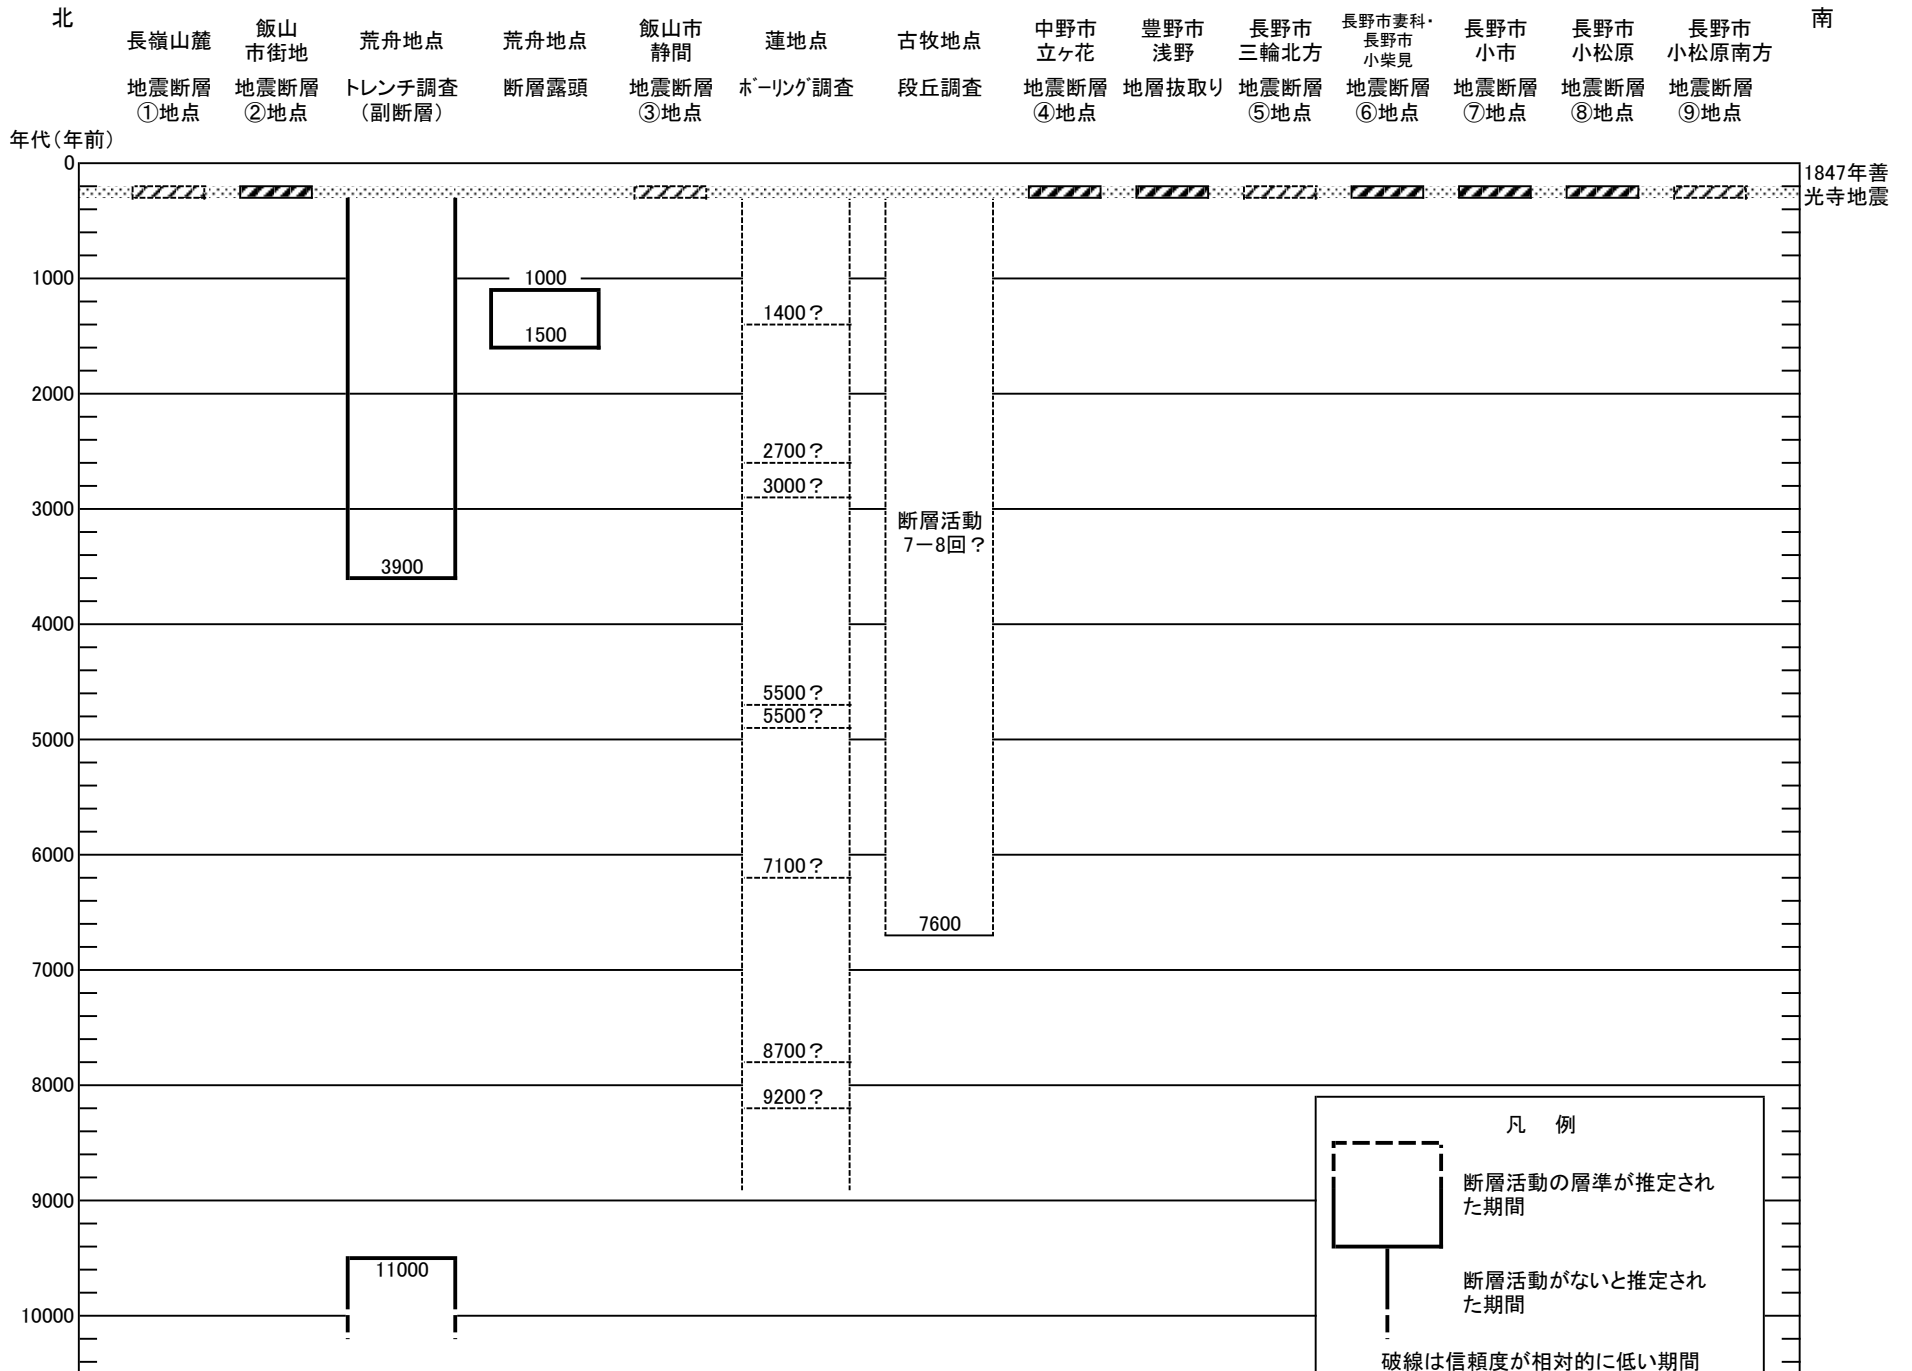 北
南
長嶺山麓
地震断層
①地点
飯山
市街地
地震断層
②地点
荒舟地点
トレンチ調査
(副断層)
荒舟地点
断層露頭
飯山市
静間
地震断層
③地点
蓮地点
ボーリング調査
古牧地点
段丘調査
中野市
立ヶ花
地震断層
④地点
豊野市
浅野
地層抜取り
長野市
三輪北方
地震断層
⑤地点
長野市妻科・
長野市
小柴見
地震断層
⑥地点
長野市
小市
地震断層
⑦地点
長野市
小松原
地震断層
⑧地点
長野市
小松原南方
地震断層
⑨地点
年代(年前)
0
1000
2000
3000
4000
5000
6000
7000
8000
9000
10000
1847年善
光寺地震
3900
11000
1000
1500
1400?
2700?
3000?
5500?
5500?
7100?
8700?
9200?
断層活動
7-8回?
7600
凡 例
断層活動の層準が推定され
た期間
断層活動がないと推定され
た期間
破線は信頼度が相対的に低い期間